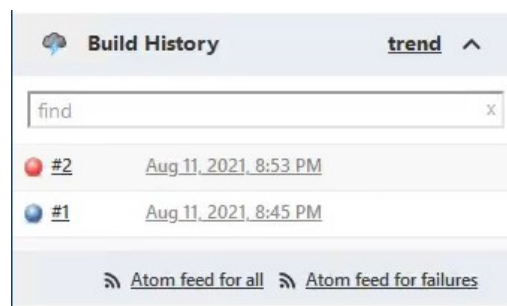 Build History trend
find x
#2 Aug 11, 2021, 8:53 PM
#1 Aug 11, 2021, 8:45 PM
Atom feed for all Atom feed for failures